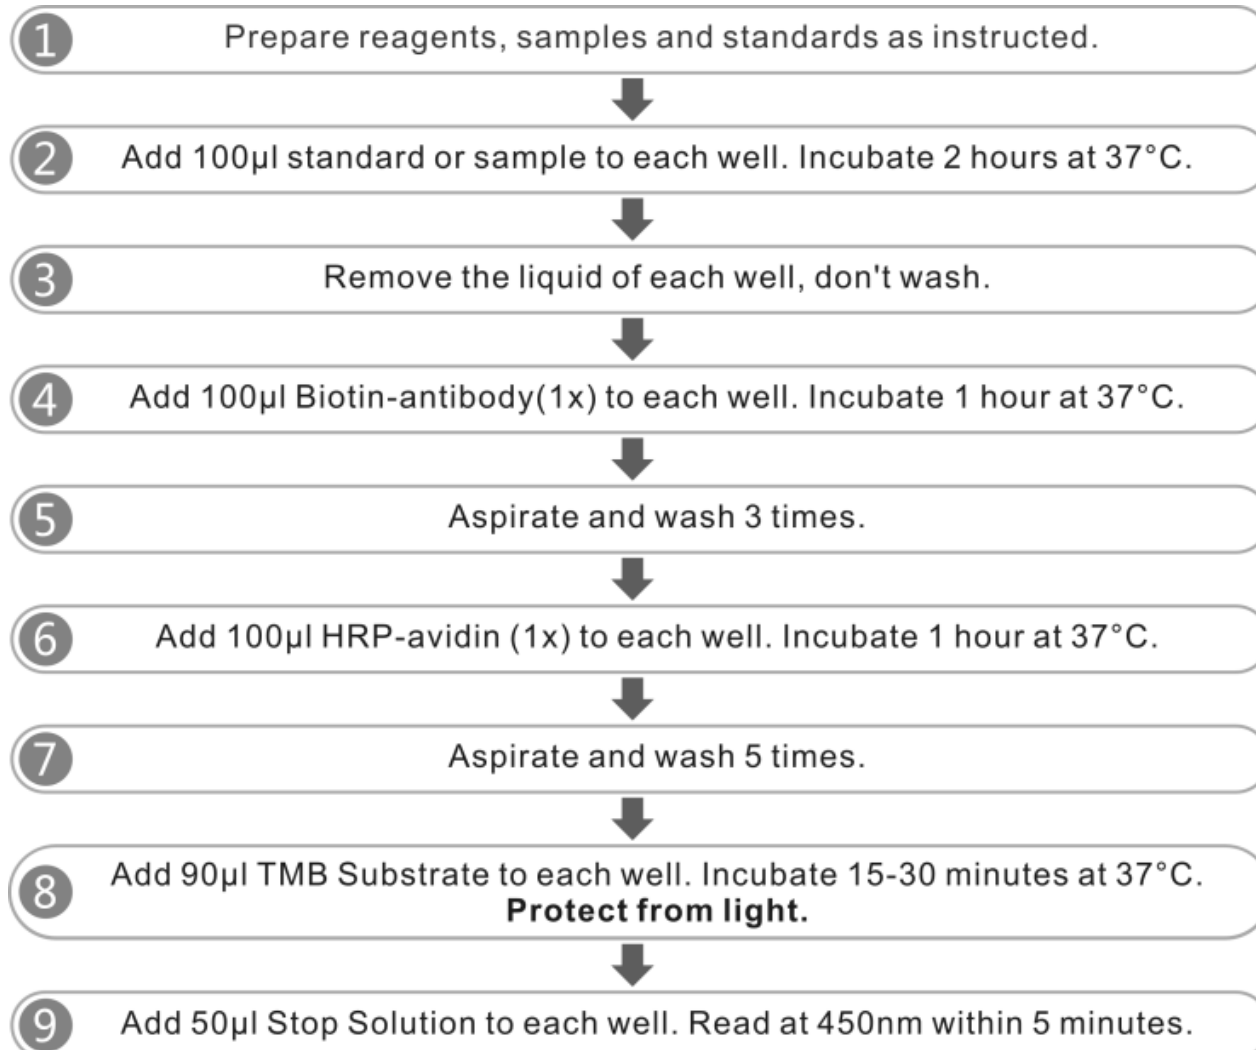 1 Prepare reagents, samples and standards as instructed.
2 Add 100µl standard or sample to each well. Incubate 2 hours at 37°C.
3 Remove the liquid of each well, don't wash.
4 Add 100µl Biotin-antibody(1x) to each well. Incubate 1 hour at 37°C.
5 Aspirate and wash 3 times.
6 Add 100µl HRP-avidin (1x) to each well. Incubate 1 hour at 37°C.
7 Aspirate and wash 5 times.
8 Add 90µl TMB Substrate to each well. Incubate 15-30 minutes at 37°C.
Protect from light.
9 Add 50µl Stop Solution to each well. Read at 450nm within 5 minutes.